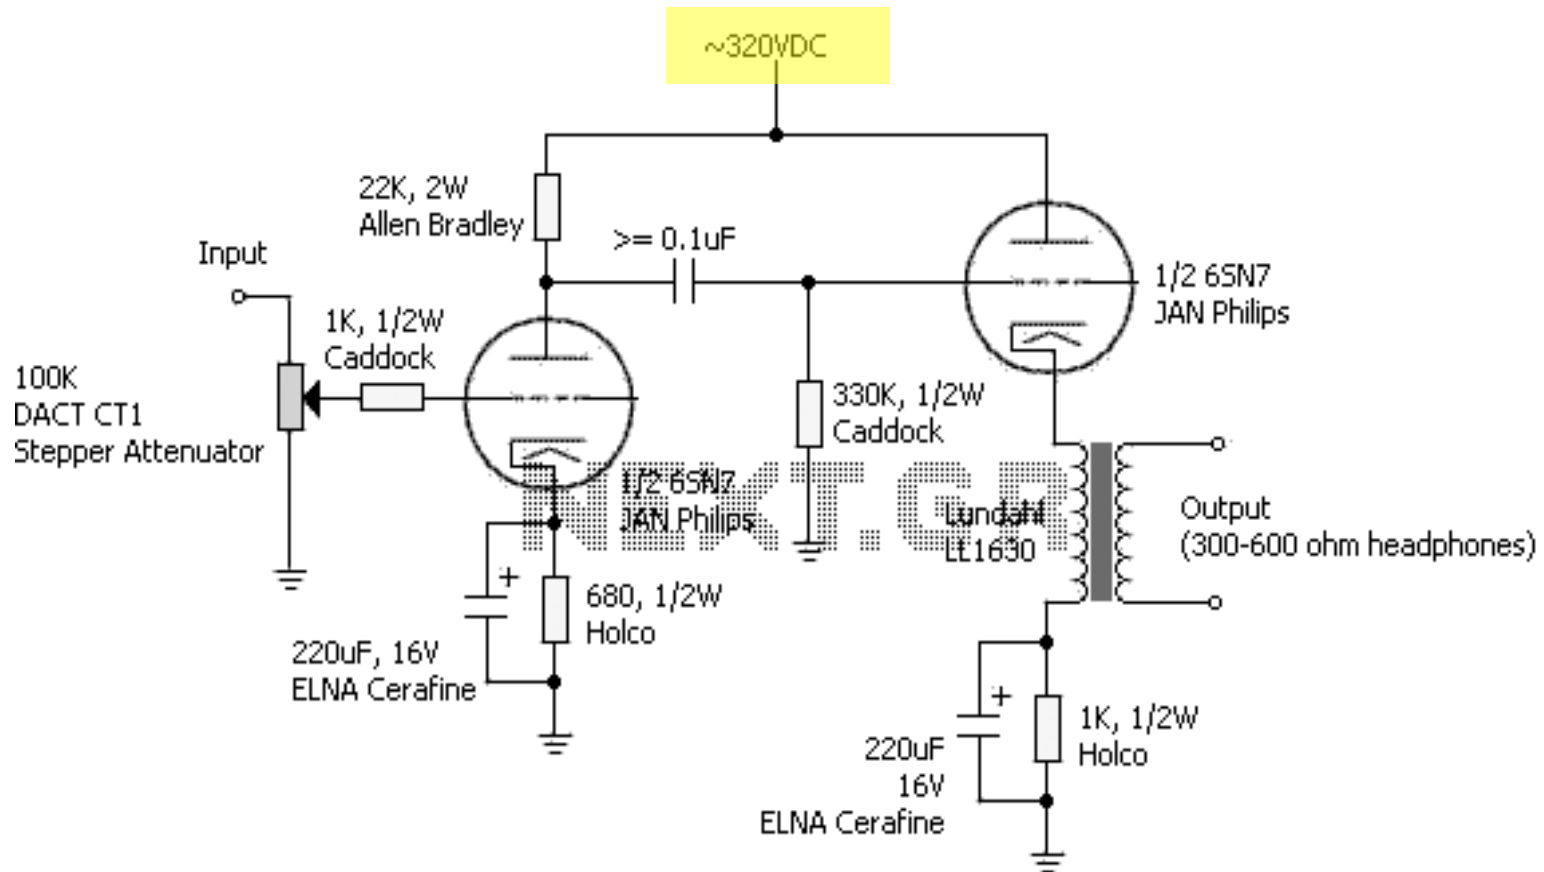 ~320VDC
22K, 2W
Allen Bradley
>= 0.1uF
Input
1K, 1/2W
Caddock
1/2 6SN7
JAN Philips
100K
DACT CT1
Stepper Attenuator
330K, 1/2W
Caddock
1/2 6SN7
JAN Philips
NEXT.GR
Lundahl
LL1630
Output
(300-600 ohm headphones)
+
680, 1/2W
Holco
220uF, 16V
ELNA Cerafine
+
1K, 1/2W
Holco
220uF
16V
ELNA Cerafine